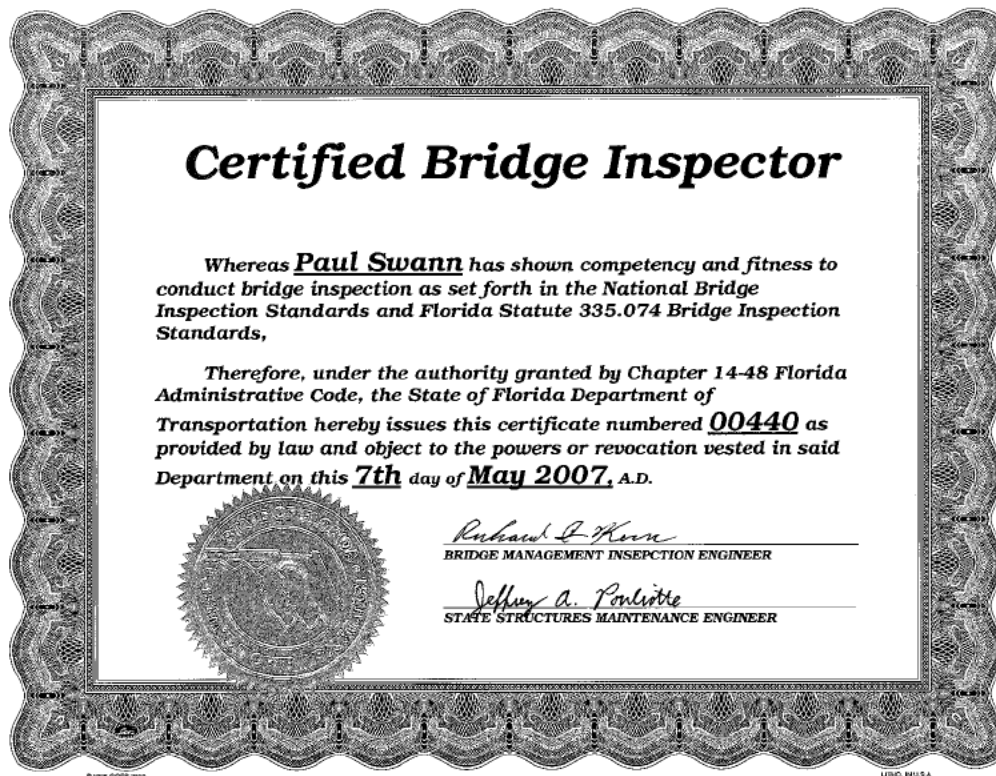 Certified Bridge Inspector
Whereas Paul Swann has shown competency and fitness to
conduct bridge inspection as set forth in the National Bridge
Inspection Standards and Florida Statute 335.074 Bridge Inspection
Standards,
Therefore, under the authority granted by Chapter 14-48 Florida
Administrative Code, the State of Florida Department of
Transportation hereby issues this certificate numbered 00440 as
provided by law and object to the powers or revocation vested in said
Department on this 7th day of May 2007, A.D.
BRIDGE MANAGEMENT INSEPCTION ENGINEER
Jeffrey A. Pouliotte
STATE STRUCTURES MAINTENANCE ENGINEER